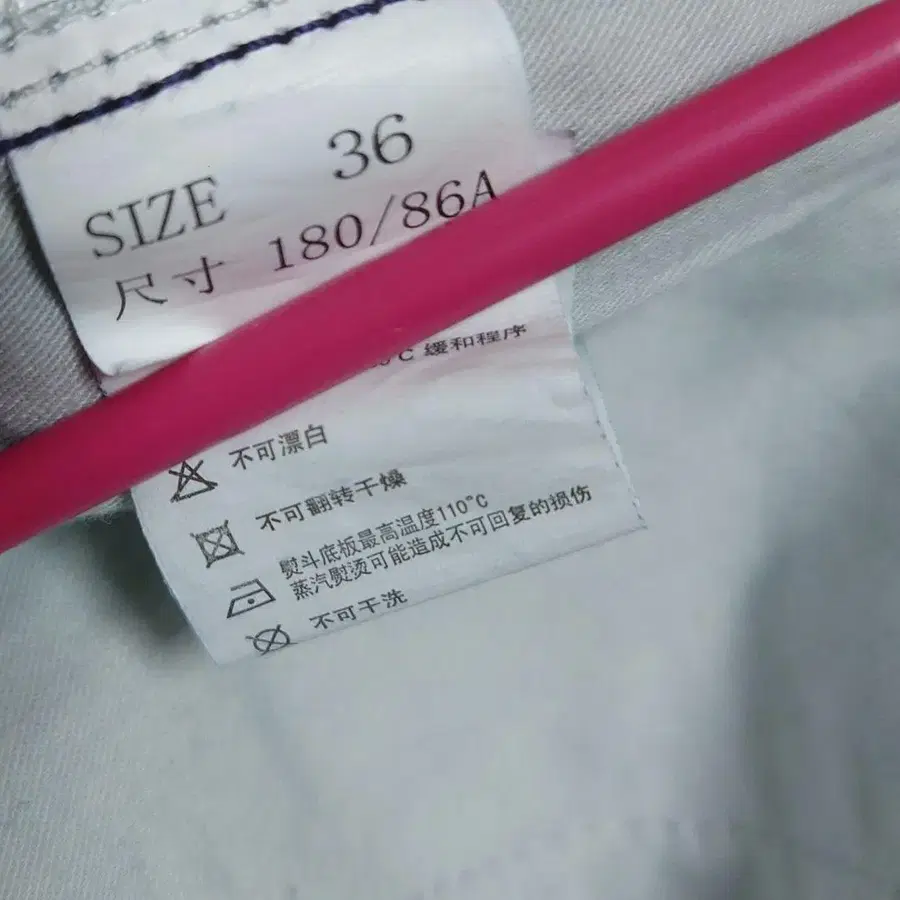 SIZE 36
尺寸 180/86A
℃ 缓和程序
不可漂白
不可翻转干燥
熨斗底板最高温度110℃
蒸汽熨烫可能造成不可回复的损伤
不可干洗